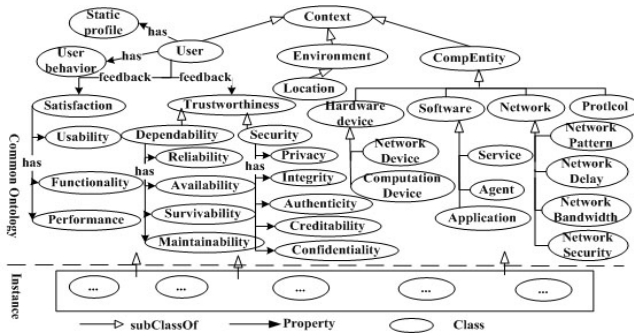 Context
Static
profile
has
User
has
User
behavior
Environment
CompEntity
feedback
feedback
Location
Satisfaction
Trustworthiness
Hardware
device
Software
Network
Protlcol
Usability
Dependability
Security
Network
Pattern
has
Reliability
Privacy
Network
Device
Service
Network
Delay
Functionality
has
Availability
has
Integrity
Computation
Device
Agent
Authenticity
Network
Bandwidth
Performance
Survivability
Creditability
Application
Maintainability
Confidentiality
Network
Security
Common Ontology
Instance
...
...
...
...
...
subClassOf
Property
Class